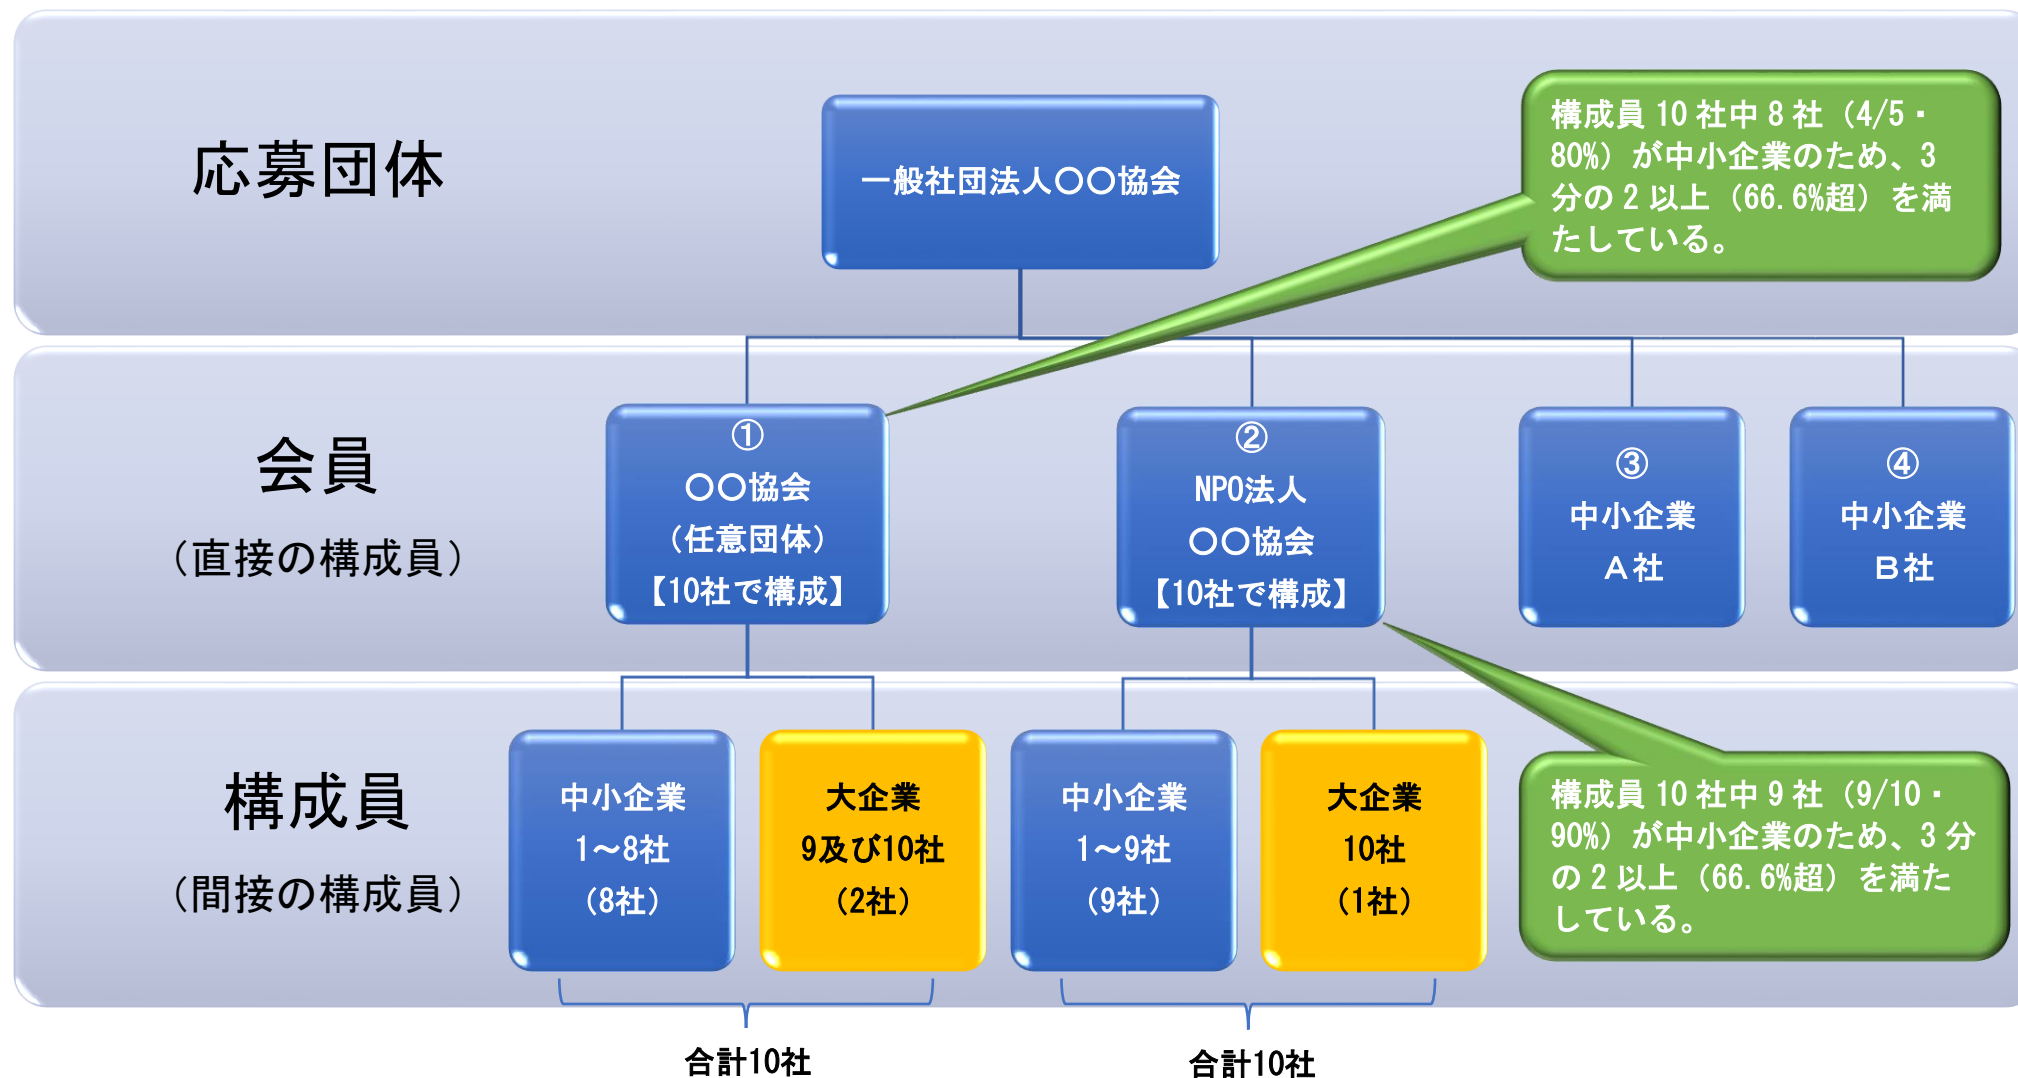 応募団体
一般社団法人〇〇協会
構成員 10 社中 8 社（4/5・
80%）が中小企業のため、3
分の 2 以上（66.6%超）を満
たしている。
会員
（直接の構成員）
①
〇〇協会
（任意団体）
【10社で構成】
②
NPO法人
〇〇協会
【10社で構成】
③
中小企業
Ａ社
④
中小企業
Ｂ社
構成員
（間接の構成員）
中小企業
1～8社
（8社）
大企業
9及び10社
（2社）
中小企業
1～9社
（9社）
大企業
10社
（1社）
構成員 10 社中 9 社（9/10・
90%）が中小企業のため、3 分
の 2 以上（66.6%超）を満た
している。
合計10社
合計10社